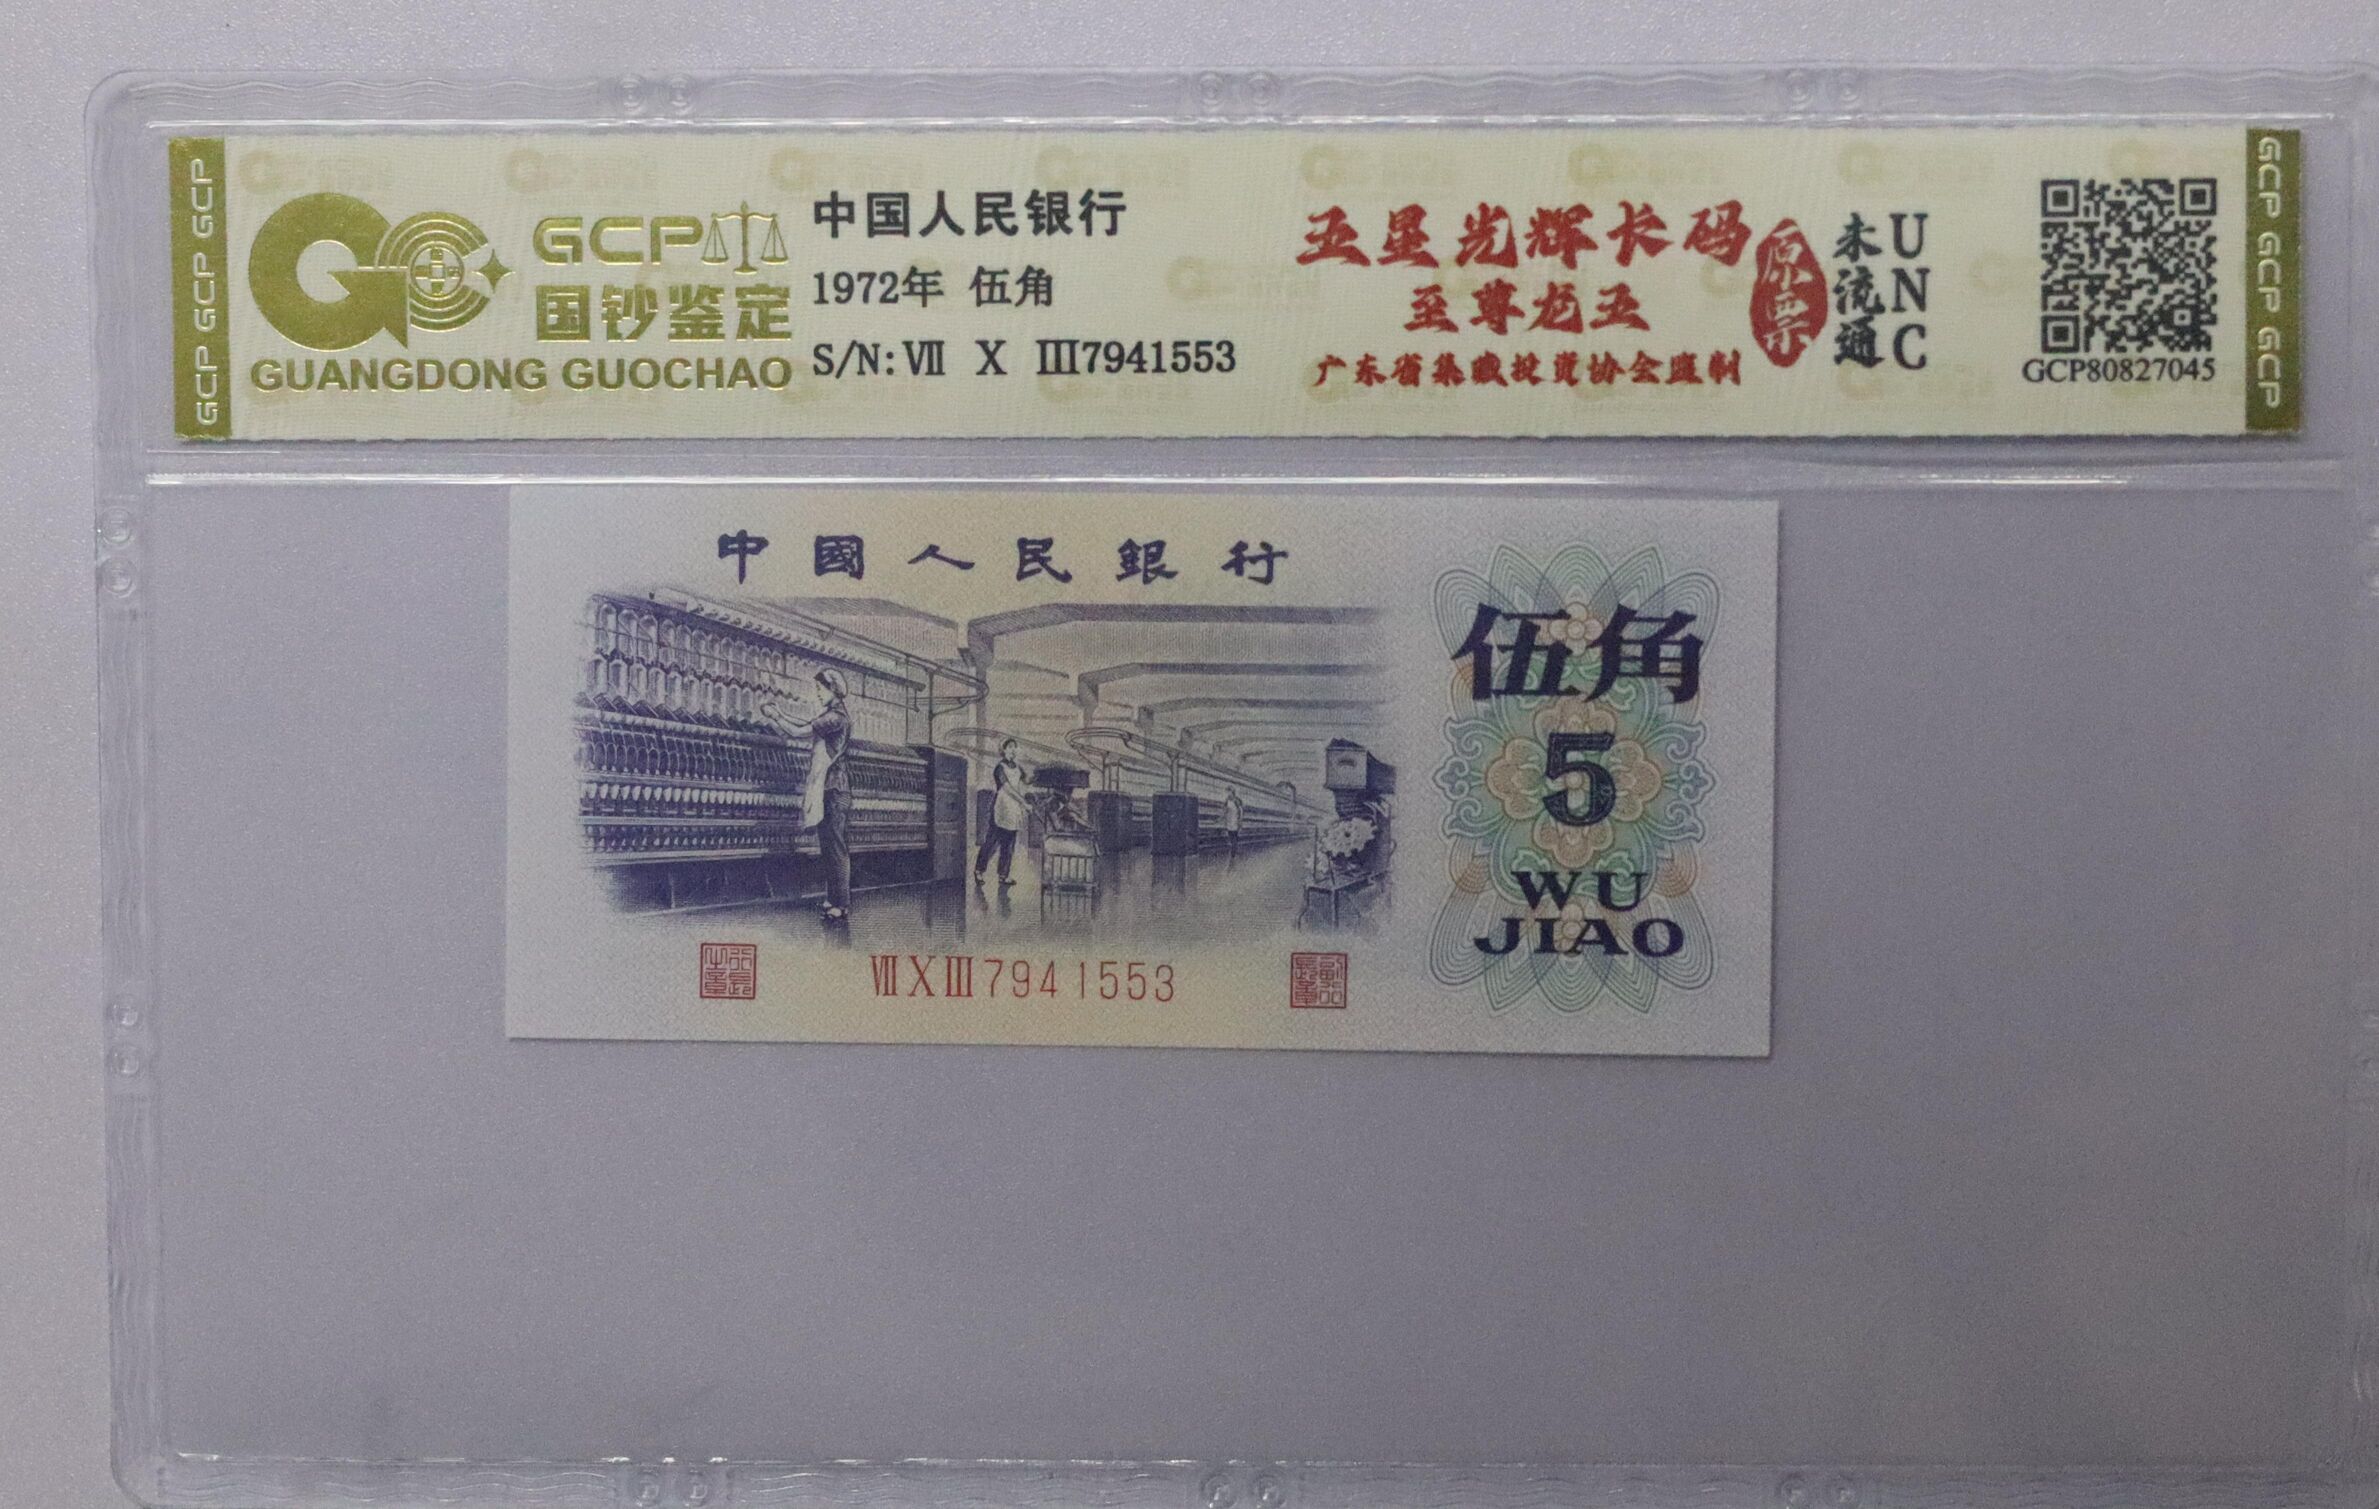 GCP GCP GCP
GCP
国钞鉴定
GUANGDONG GUOCHAO
中国人民银行
1972年 伍角
S/N: Ⅶ Ⅹ Ⅲ7941553
五星光辉长码
至尊龙五
广东省集藏投资协会监制
原票
未流通
UNC
GCP80827045
GCP GCP GCP
中國人民銀行
伍角
5
WU
JIAO
ⅦⅩⅢ7941553